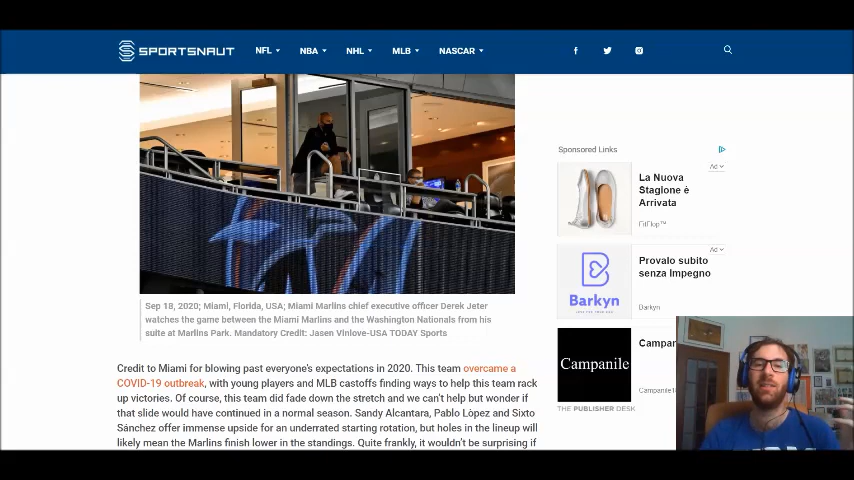 SPORTSNAUT
NFL
NBA
NHL
MLB
NASCAR
Sponsored Links
Ad
La Nuova
Stagione è
Arrivata
FitFlop™
Ad
Provalo subito
senza Impegno
Barkyn
Barkyn
Campanile
Campan
Campanile1
THE PUBLISHER DESK
Sep 18, 2020; Miami, Florida, USA; Miami Marlins chief executive officer Derek Jeter
watches the game between the Miami Marlins and the Washington Nationals from his
suite at Marlins Park. Mandatory Credit: Jasen Vinlove-USA TODAY Sports
Credit to Miami for blowing past everyone's expectations in 2020. This team overcame a
COVID-19 outbreak, with young players and MLB castoffs finding ways to help this team rack
up victories. Of course, this team did fade down the stretch and we can't help but wonder if
that slide would have continued in a normal season. Sandy Alcantara, Pablo López and Sixto
Sánchez offer immense upside for an underrated starting rotation, but holes in the lineup will
likely mean the Marlins finish lower in the standings. Quite frankly, it wouldn't be surprising if